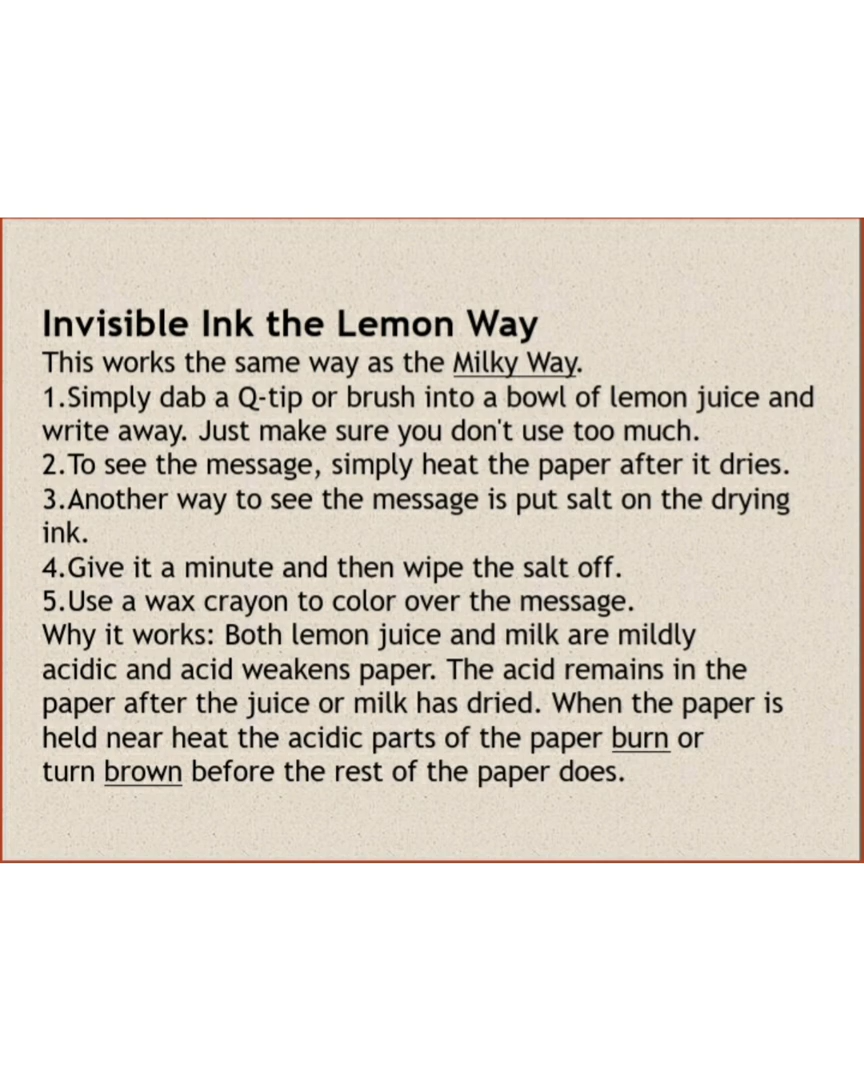 Invisible Ink the Lemon Way
This works the same way as the Milky Way.
1.Simply dab a Q-tip or brush into a bowl of lemon juice and
write away. Just make sure you don't use too much.
2.To see the message, simply heat the paper after it dries.
3.Another way to see the message is put salt on the drying
ink.
4.Give it a minute and then wipe the salt off.
5.Use a wax crayon to color over the message.
Why it works: Both lemon juice and milk are mildly
acidic and acid weakens paper. The acid remains in the
paper after the juice or milk has dried. When the paper is
held near heat the acidic parts of the paper burn or
turn brown before the rest of the paper does.